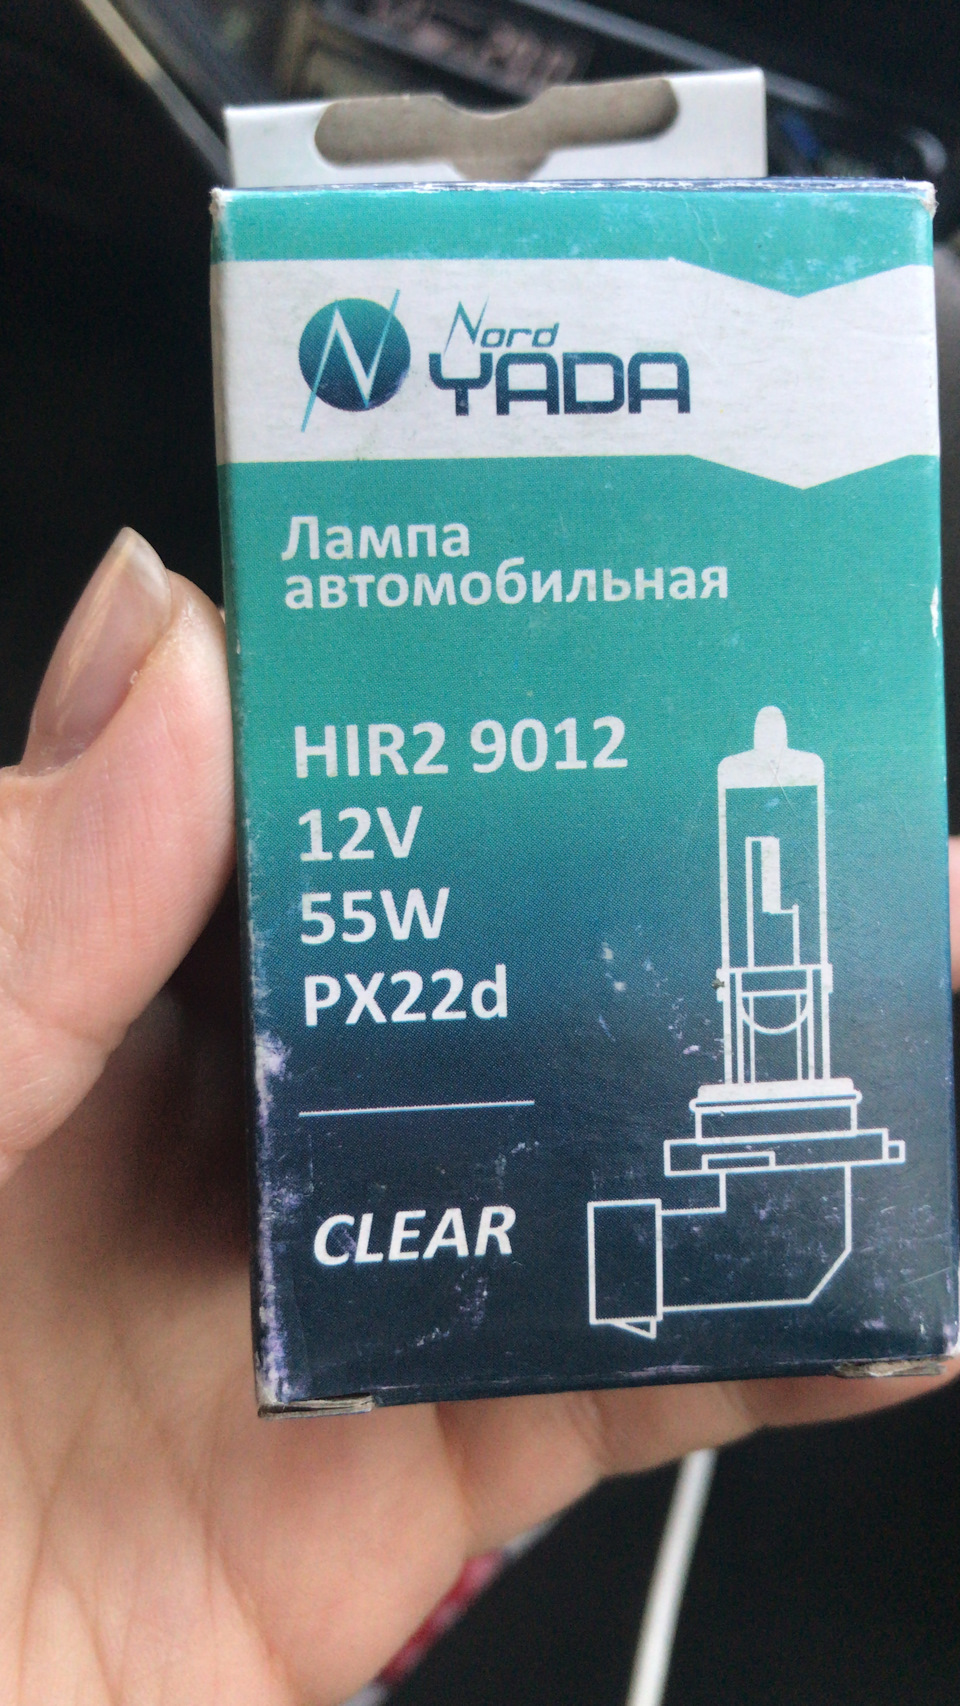 Nord
YADA
Лампа
автомобильная
HIR2 9012
12V
55W
PX22d
CLEAR